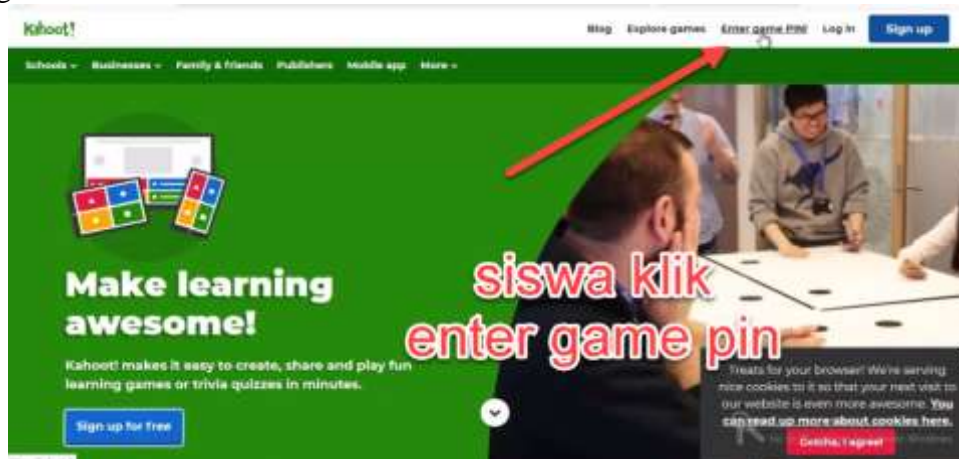 Kahoot!
Blog Explore games Enter game PIN! Log in Sign up
Schools Businesses Family & friends Publishers Mobile app More
Make learning
awesome!
Kahoot! makes it easy to create, share and play fun
learning games or trivia quizzes in minutes.
Sign up for free
siswa klik
enter game pin
Treats for your browser! We're serving
nice cookies to it so that your next visit to
our website is even more awesome. You
can read up more about cookies here.
Gotcha, I agree!
Windows